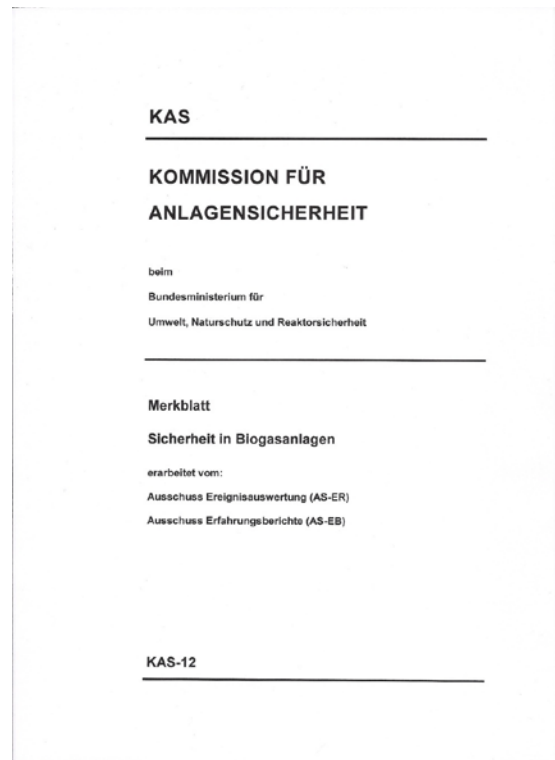 KAS
KOMMISSION FÜR
ANLAGENSICHERHEIT
beim
Bundesministerium für
Umwelt, Naturschutz und Reaktorsicherheit
Merkblatt
Sicherheit in Biogasanlagen
erarbeitet vom:
Ausschuss Ereignisauswertung (AS-ER)
Ausschuss Erfahrungsberichte (AS-EB)
KAS-12